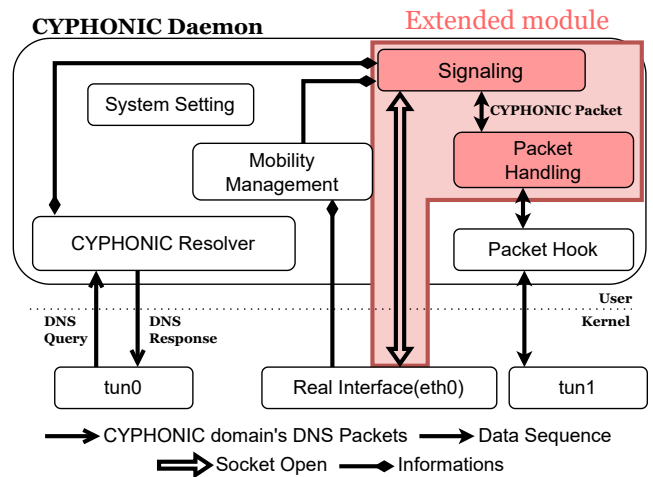 CYPHONIC Daemon
Extended module
Signaling
System Setting
CYPHONIC Packet
Mobility
Management
Packet
Handling
CYPHONIC Resolver
Packet Hook
User
Kernel
DNS
Query
DNS
Response
tun0
Real Interface(eth0)
tun1
CYPHONIC domain's DNS Packets
Data Sequence
Socket Open
Informations